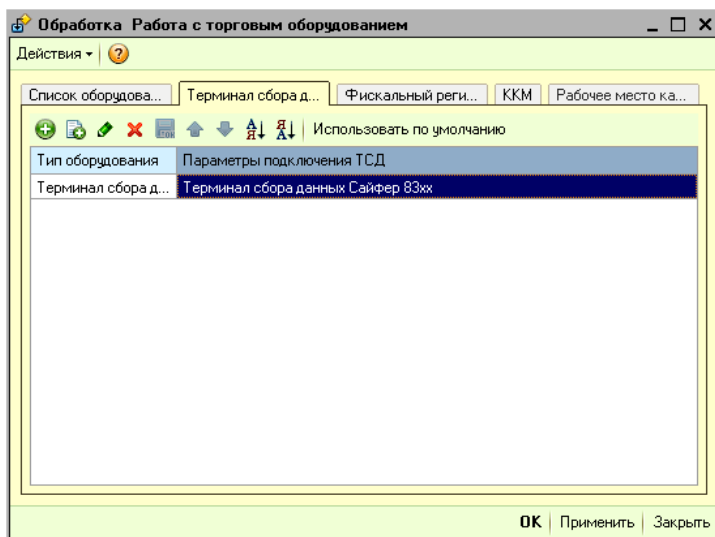 Обработка Работа с торговым оборудованием
Действия
Список оборудова... Терминал сбора д... Фискальный реги... ККМ Рабочее место ка...
Использовать по умолчанию
Тип оборудования Параметры подключения ТСД
Терминал сбора д... Терминал сбора данных Сайфер 83xx
OK Применить Закрыть